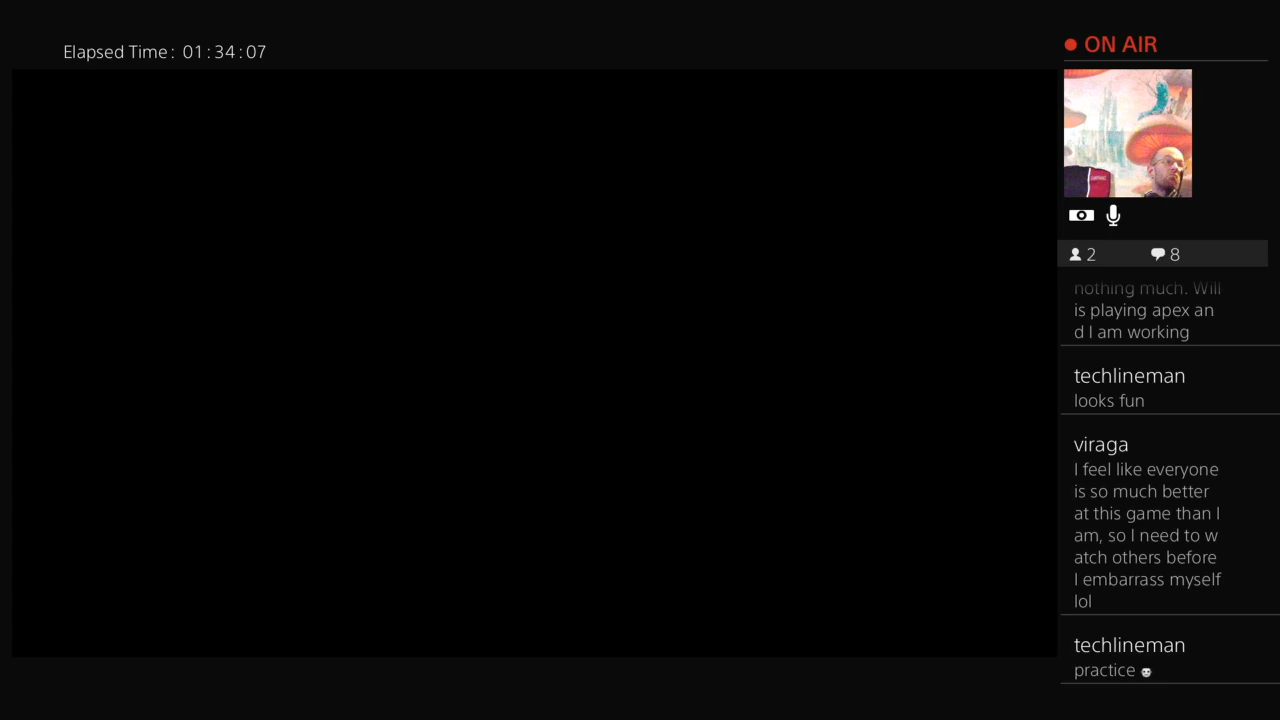 Elapsed Time: 01:34:07
ON AIR
2
8
nothing much. Will
is playing apex an
d I am working
techlineman
looks fun
viraga
I feel like everyone
is so much better
at this game than I
am, so I need to w
atch others before
I embarrass myself
lol
techlineman
practice